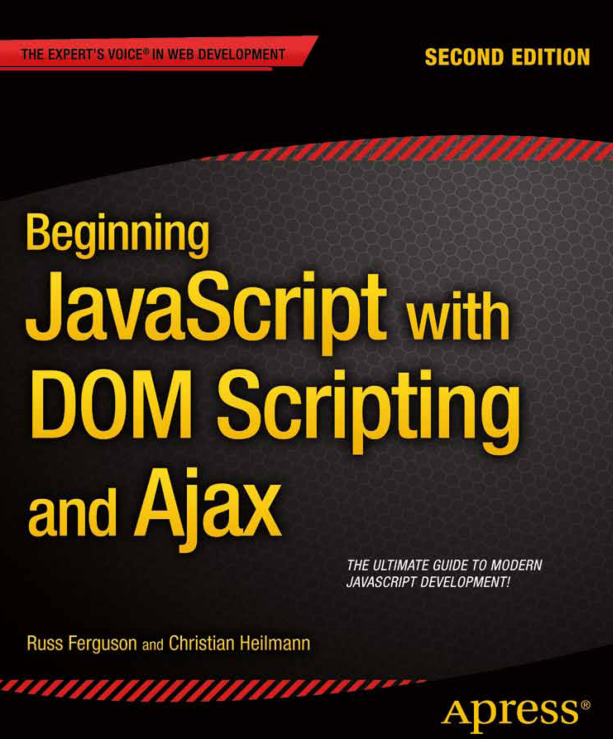 THE EXPERT'S VOICE® IN WEB DEVELOPMENT
SECOND EDITION
Beginning
JavaScript with
DOM Scripting
and Ajax
THE ULTIMATE GUIDE TO MODERN
JAVASCRIPT DEVELOPMENT!
Russ Ferguson and Christian Heilmann
Apress®